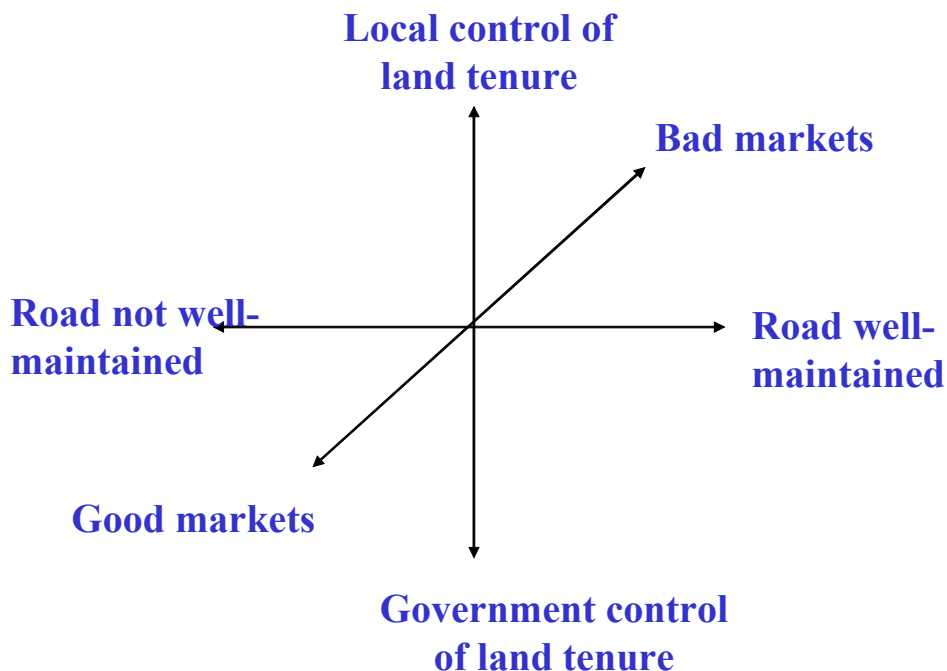 Local control of
land tenure
Bad markets
Road not well-
maintained
Road well-
maintained
Good markets
Government control
of land tenure